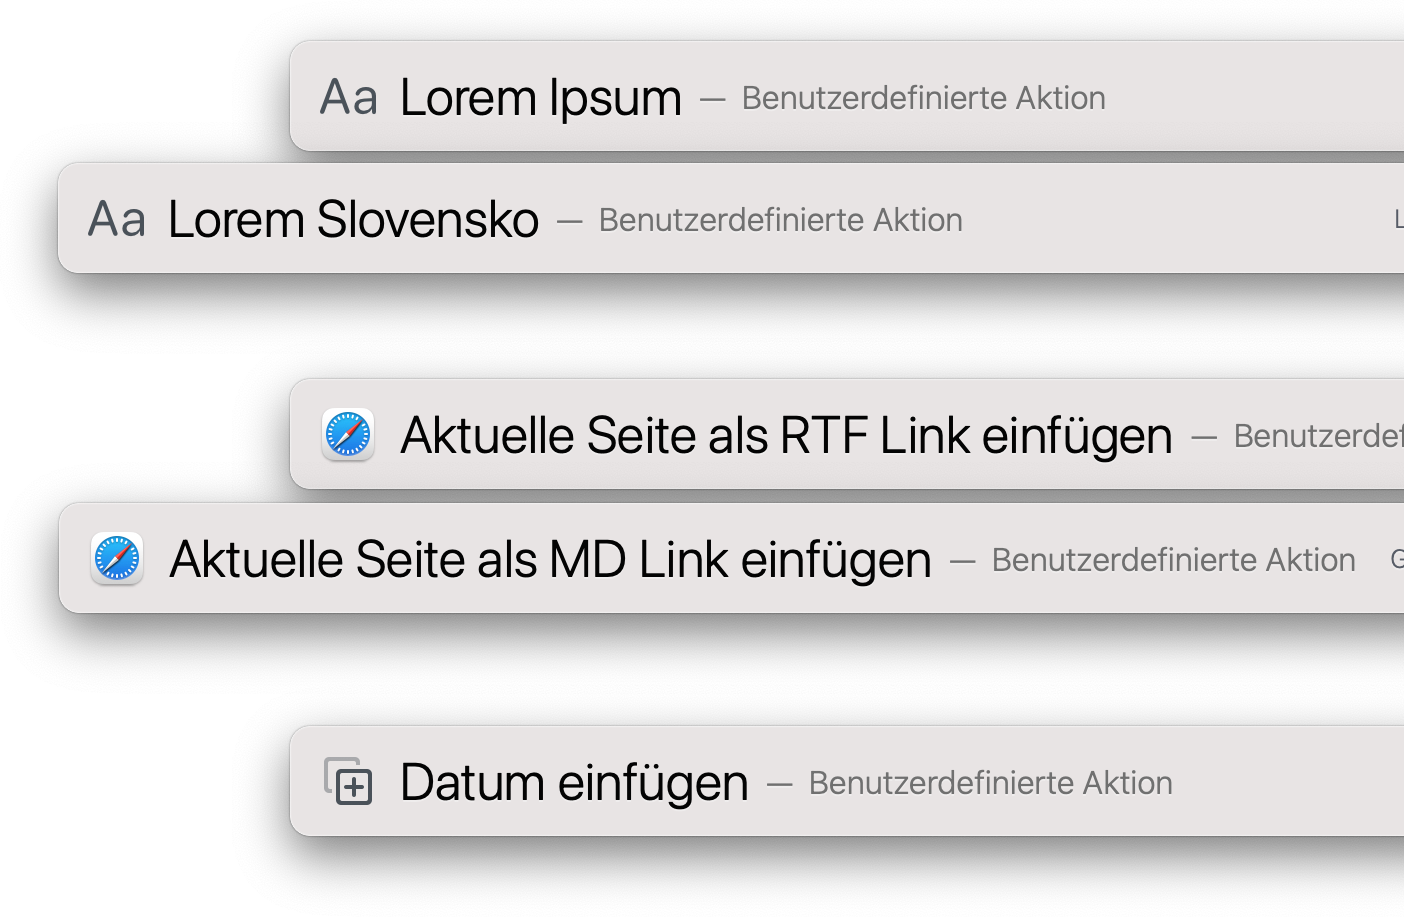 Aa Lorem Ipsum — Benutzerdefinierte Aktion
Aa Lorem Slovensko — Benutzerdefinierte Aktion
Aktuelle Seite als RTF Link einfügen —
Aktuelle Seite als MD Link einfügen — Benutzerdefinierte Aktion
Datum einfügen — Benutzerdefinierte Aktion